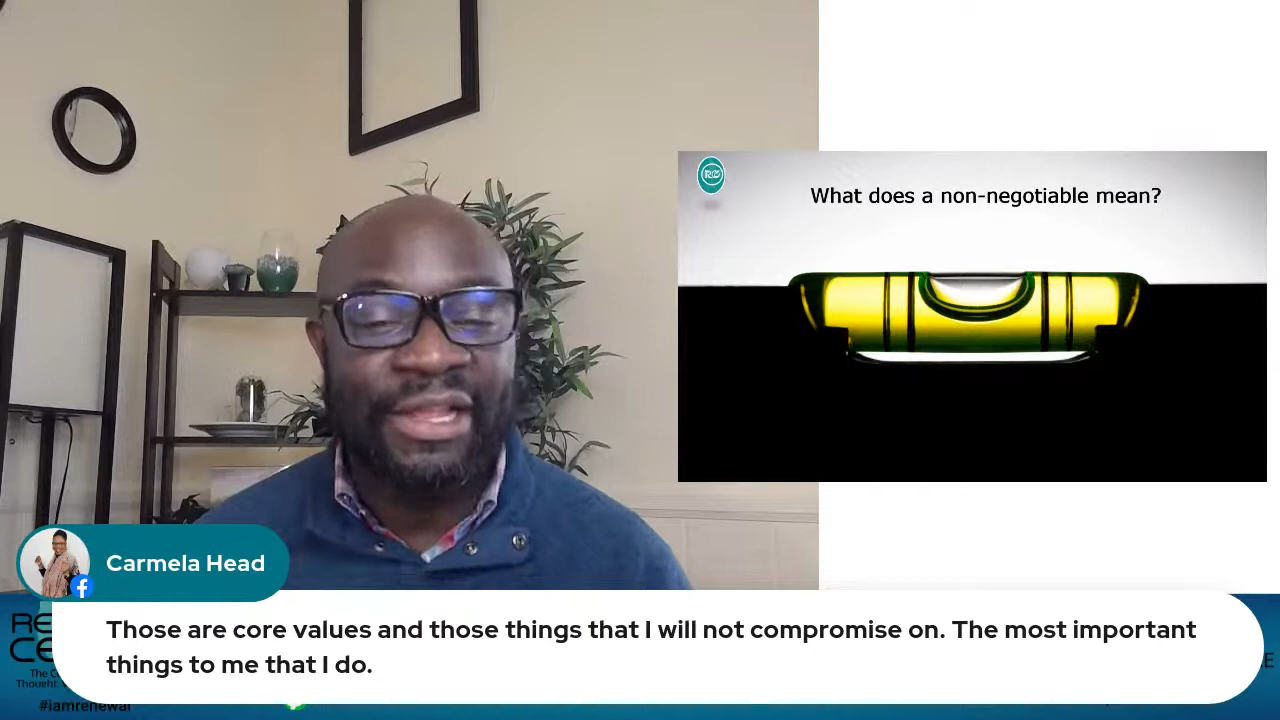 What does a non-negotiable mean?
Carmela Head
Those are core values and those things that I will not compromise on. The most important
things to me that I do.
#iamrenewal